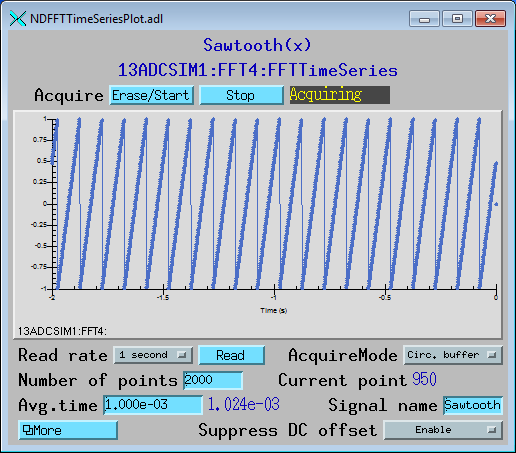 NDFFTTimeSeriesPlot.adl
Sawtooth(x)
13ADCSIM1:FFT4:FFTTimeSeries
Acquire Erase/Start Stop Acquiring
1
0.5
0.25
0
-0.25
-0.5
-0.75
-1
-2 -1.5 -1 -0.5 0
Time (s)
13ADCSIM1:FFT4:
Read rate 1 second Read AcquireMode Circ. buffer
Number of points 2000 Current point 950
Avg.time 1.000e-03 1.024e-03 Signal name Sawtooth
More Suppress DC offset Enable